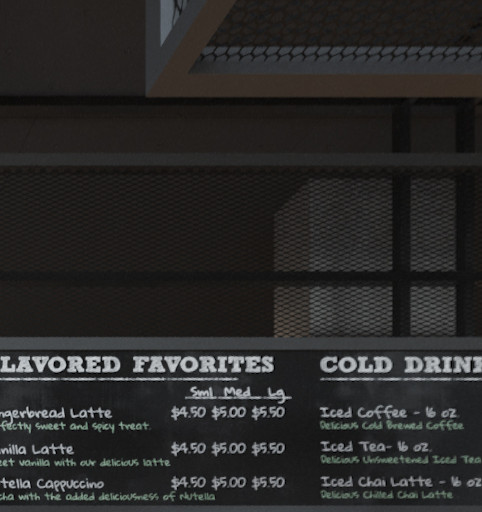 LAVORED FAVORITES
Sml Med Lg
ngerbread Latte $4.50 $5.00 $5.50
fectly sweet and spicy treat.
nilla Latte $4.50 $5.00 $5.50
eet vanilla with our delicious latte
tella Cappuccino $4.50 $5.00 $5.50
cha with the added deliciousness of Nutella
COLD DRINK
Iced Coffee - 16 oz
Delicious Cold Brewed Coffee
Iced Tea- 16 oz
Delicious Unsweetened Iced Tea
Iced Chai Latte - 16 oz
Delicious Chilled Chai Latte